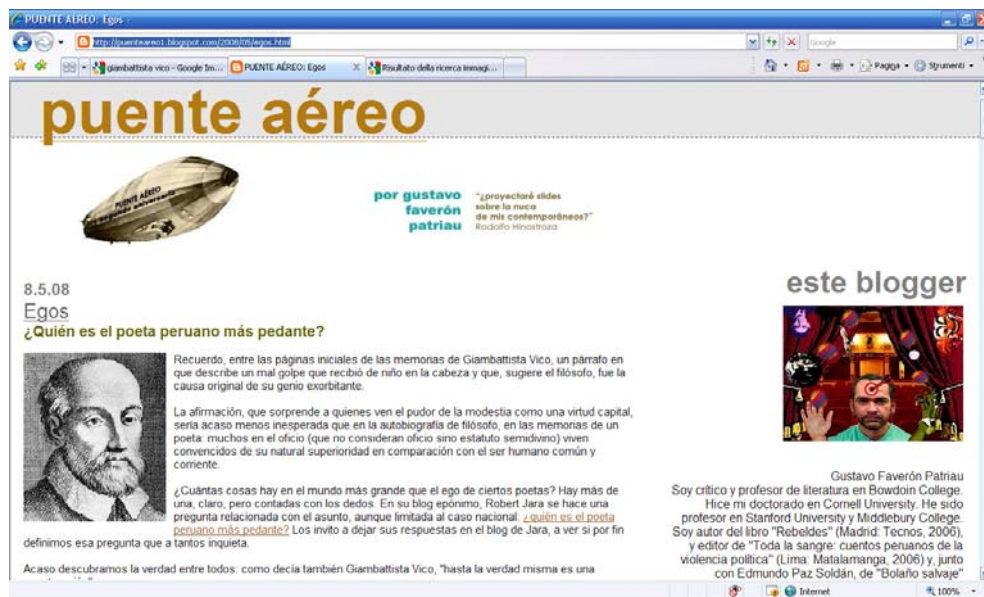 PUENTE AÉREO: Egos -
http://puenteareo1.blogspot.com/2008/05/egos.html
Google
giambattista vico - Google Im...
PUENTE AÉREO: Egos
Risultato della ricerca immagi...
Pagina
Strumenti
puente aéreo
PUENTE AÉREO
segundo aniversario
por gustavo
faverón
patriau
"¿proyectaré slides
sobre la nuca
de mis contemporáneos?"
Rodolfo Hinostroza
8.5.08
Egos
¿Quién es el poeta peruano más pedante?
Recuerdo, entre las páginas iniciales de las memorias de Giambattista Vico, un párrafo en
que describe un mal golpe que recibió de niño en la cabeza y que, sugiere el filósofo, fue la
causa original de su genio exorbitante.
La afirmación, que sorprende a quienes ven el pudor de la modestia como una virtud capital,
sería acaso menos inesperada que en la autobiografía de filósofo, en las memorias de un
poeta: muchos en el oficio (que no consideran oficio sino estatuto semidivino) viven
convencidos de su natural superioridad en comparación con el ser humano común y
corriente.
¿Cuántas cosas hay en el mundo más grande que el ego de ciertos poetas? Hay más de
una, claro, pero contadas con los dedos. En su blog epónimo, Robert Jara se hace una
pregunta relacionada con el asunto, aunque limitada al caso nacional: ¿quién es el poeta
peruano más pedante? Los invito a dejar sus respuestas en el blog de Jara, a ver si por fin
definimos esa pregunta que a tantos inquieta.
Acaso descubramos la verdad entre todos: como decía también Giambattista Vico, "hasta la verdad misma es una
este blogger
Gustavo Faverón Patriau
Soy crítico y profesor de literatura en Bowdoin College.
Hice mi doctorado en Cornell University. He sido
profesor en Stanford University y Middlebury College.
Soy autor del libro "Rebeldes" (Madrid: Tecnos, 2006),
y editor de "Toda la sangre: cuentos peruanos de la
violencia política" (Lima: Matalamanga, 2006) y, junto
con Edmundo Paz Soldán, de "Bolaño salvaje"
Internet
100%